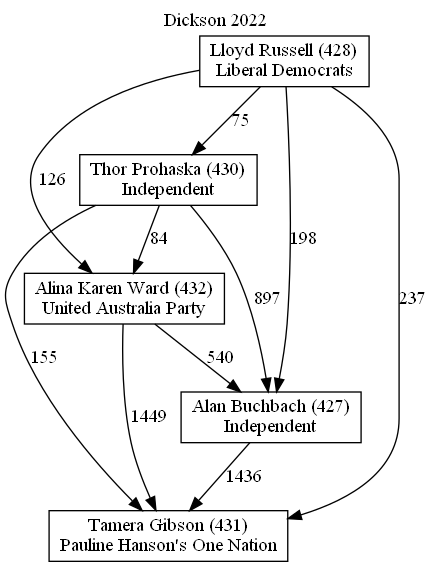 Dickson 2022
Lloyd Russell (428)
Liberal Democrats
75
Thor Prohaska (430)
Independent
126
84
198
Alina Karen Ward (432)
United Australia Party
897
237
155
540
1449
Alan Buchbach (427)
Independent
1436
Tamera Gibson (431)
Pauline Hanson's One Nation